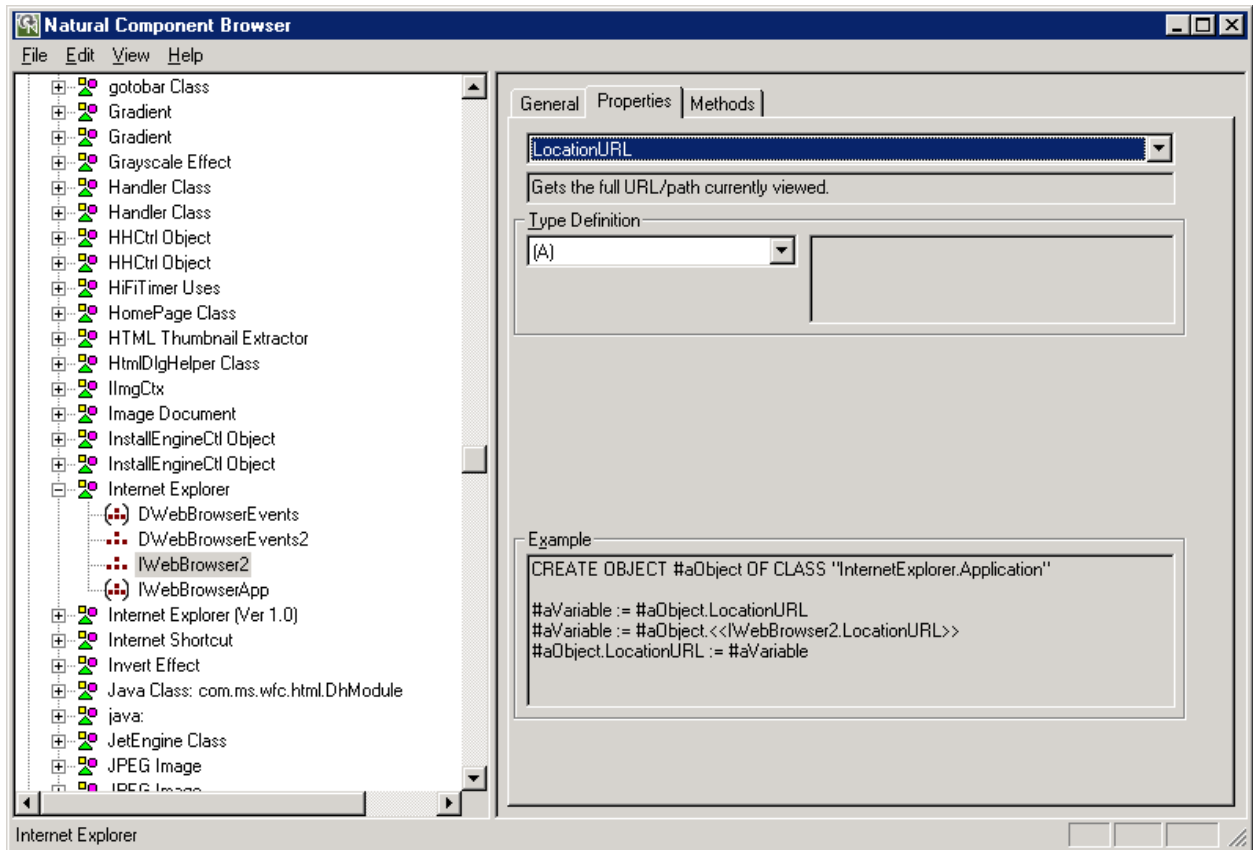 Natural Component Browser
File Edit View Help
gotobar Class
Gradient
Gradient
Grayscale Effect
Handler Class
Handler Class
HHCtrl Object
HHCtrl Object
HiFiTimer Uses
HomePage Class
HTML Thumbnail Extractor
HtmlDlgHelper Class
IImgCtx
Image Document
InstallEngineCtl Object
InstallEngineCtl Object
Internet Explorer
DWebBrowserEvents
DWebBrowserEvents2
IWebBrowser2
IWebBrowserApp
Internet Explorer (Ver 1.0)
Internet Shortcut
Invert Effect
Java Class: com.ms.wfc.html.DhModule
java:
JetEngine Class
JPEG Image
JPEG Image
Internet Explorer
General Properties Methods
LocationURL
Gets the full URL/path currently viewed.
Type Definition
(A)
Example
CREATE OBJECT #aObject OF CLASS "InternetExplorer.Application"
#aVariable := #aObject.LocationURL
#aVariable := #aObject.<<IWebBrowser2.LocationURL>>
#aObject.LocationURL := #aVariable